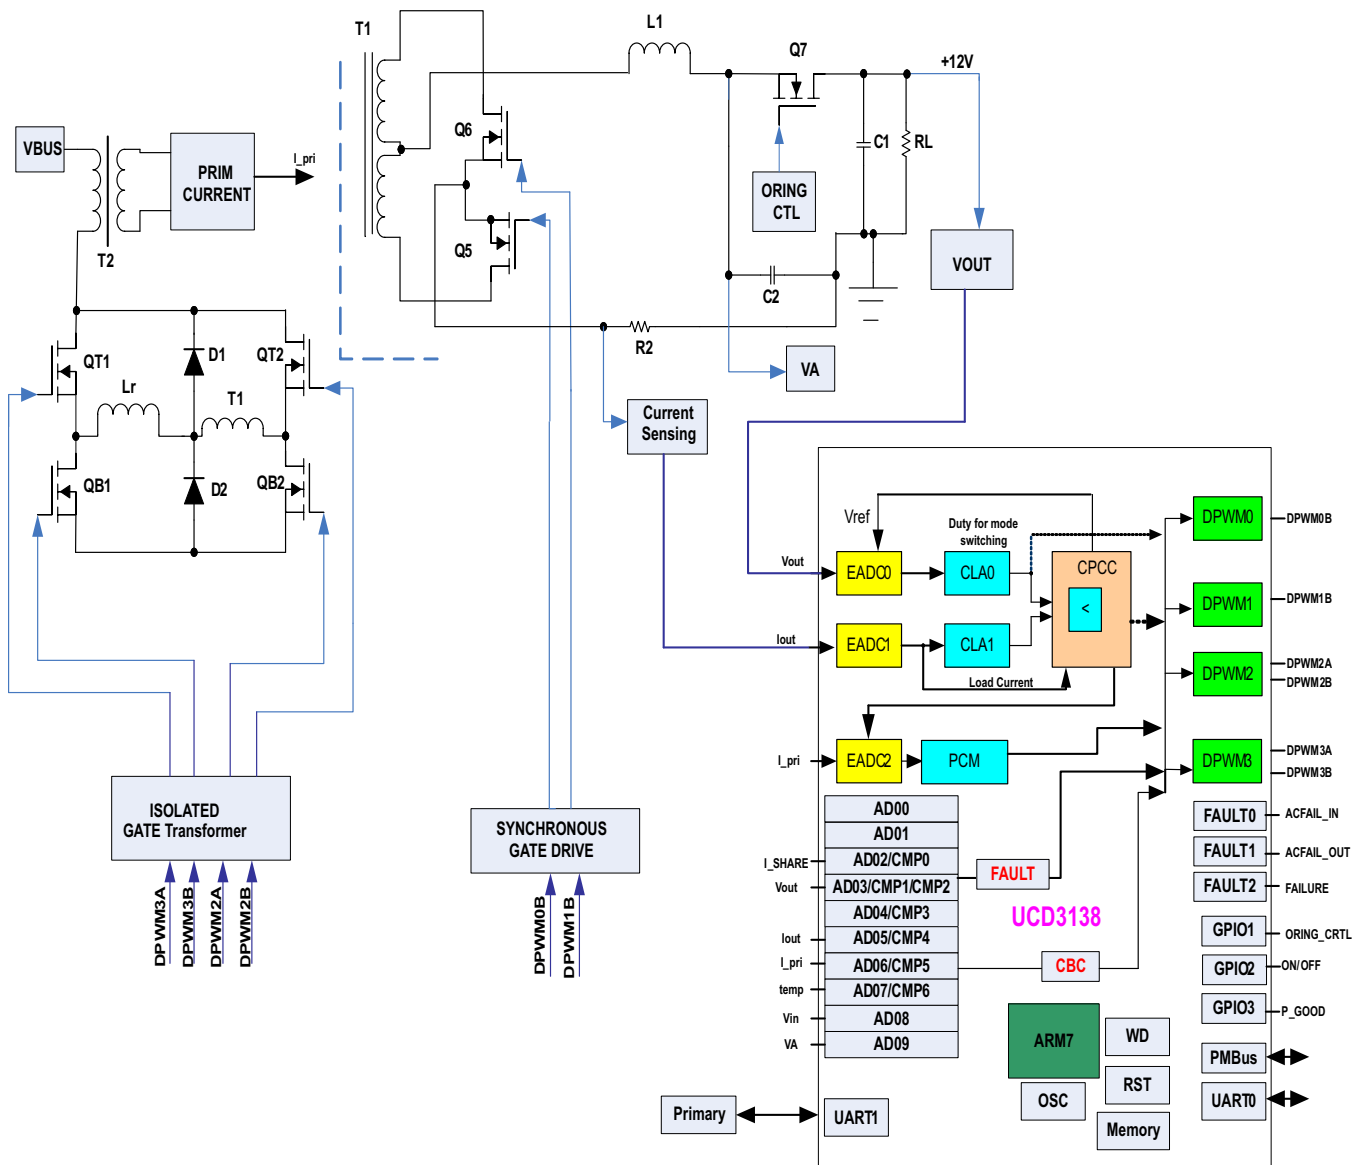 T1
L1
Q7
+12V
VBUS
PRIM
CURRENT
I_pri
T2
Q6
Q5
C1
RL
ORING
CTL
VOUT
C2
R2
VA
QT1
D1
QT2
Lr
T1
QB1
D2
QB2
Current
Sensing
ISOLATED
GATE Transformer
DPWM3A
DPWM3B
DPWM2A
DPWM2B
SYNCHRONOUS
GATE DRIVE
DPWM0B
DPWM1B
Vref
Duty for mode
switching
Vout
EADC0
CLA0
CPCC
<
Iout
EADC1
CLA1
Load Current
I_pri
EADC2
PCM
DPWM0
DPWM0B
DPWM1
DPWM1B
DPWM2
DPWM2A
DPWM2B
DPWM3
DPWM3A
DPWM3B
AD00
AD01
I_SHARE
AD02/CMP0
Vout
AD03/CMP1/CMP2
AD04/CMP3
Iout
AD05/CMP4
I_pri
AD06/CMP5
temp
AD07/CMP6
Vin
AD08
VA
AD09
FAULT
UCD3138
CBC
FAULT0
ACFAIL_IN
FAULT1
ACFAIL_OUT
FAULT2
FAILURE
GPIO1
ORING_CRTL
GPIO2
ON/OFF
GPIO3
P_GOOD
ARM7
WD
PMBus
OSC
RST
UART0
Memory
Primary
UART1